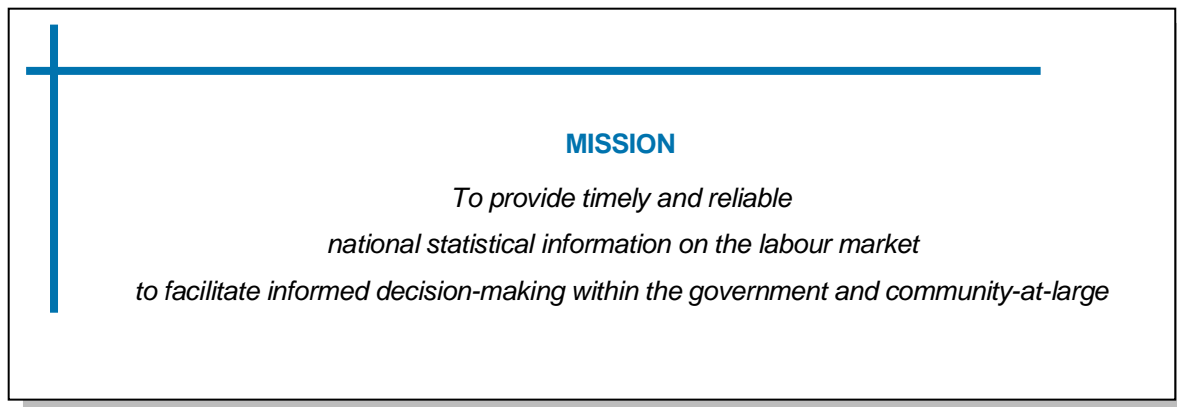 MISSION
To provide timely and reliable
national statistical information on the labour market
to facilitate informed decision-making within the government and community-at-large